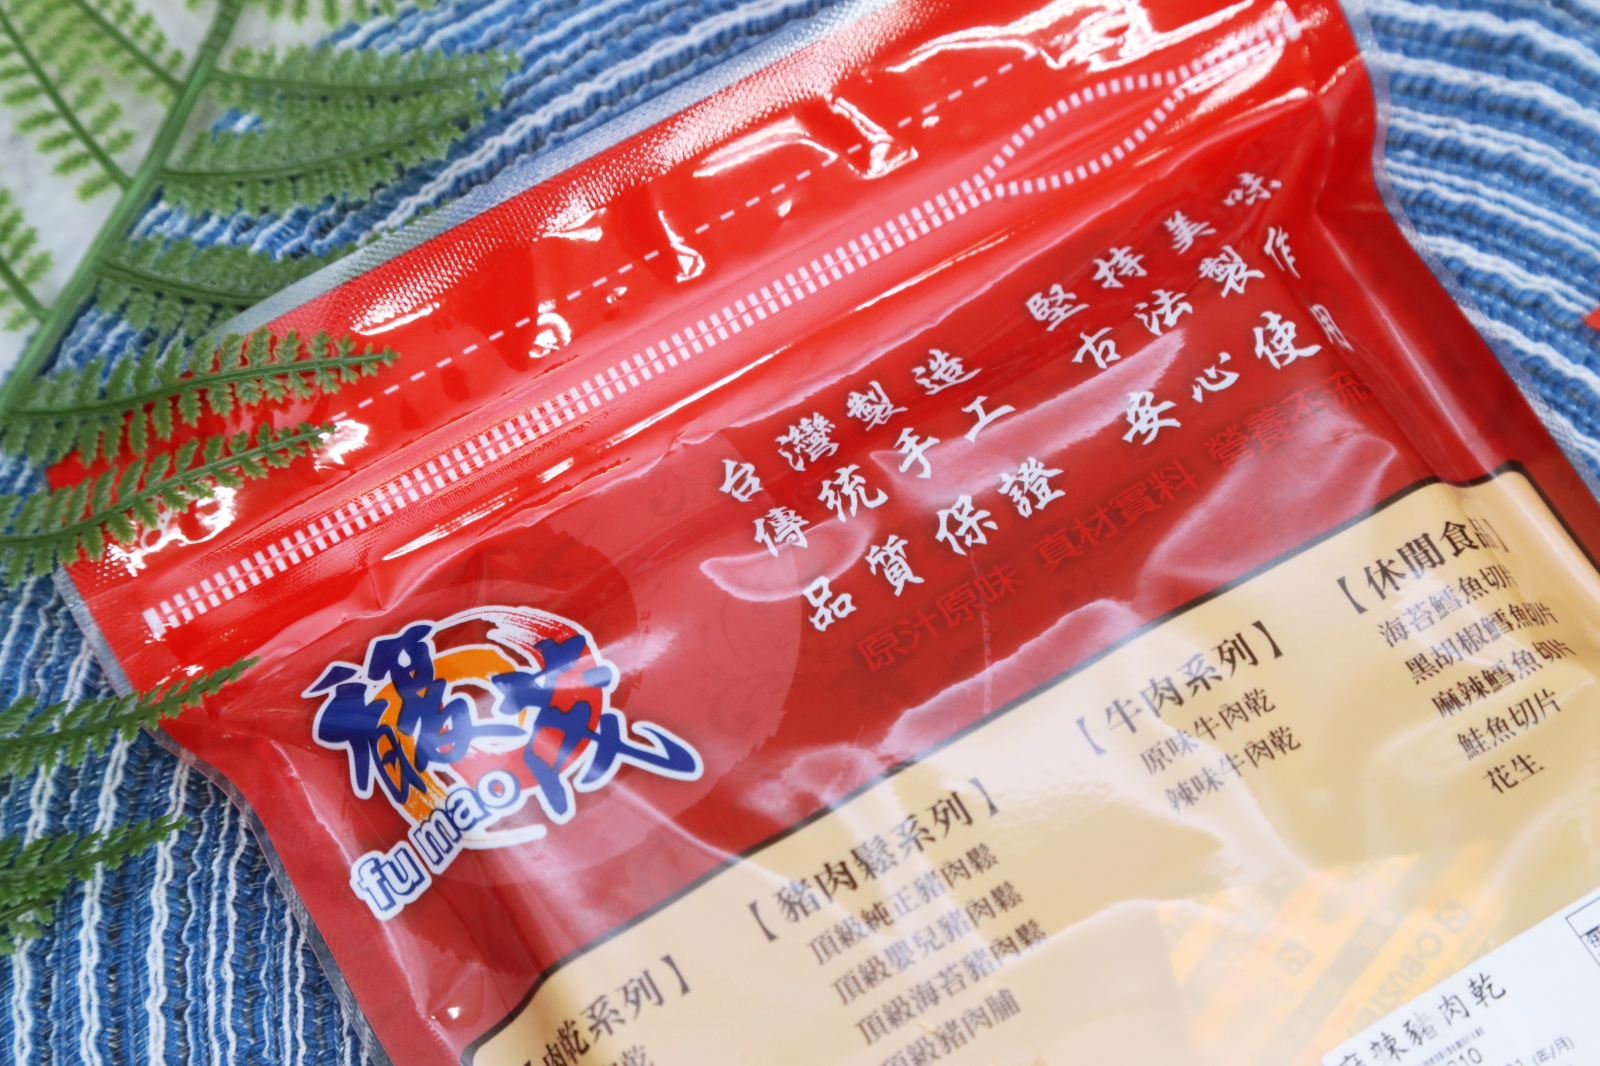 台灣製造 堅持美味
傳統手工 古法製作
品質保證 安心使用
原汁原味 真材實料 營養不流
福茂
fu mao
肉乾系列】
乾
【豬肉鬆系列】
頂級純正豬肉鬆
頂級嬰兒豬肉鬆
頂級海苔豬肉鬆
頂級豬肉脯
【牛肉系列】
原味牛肉乾
辣味牛肉乾
【休閒食品】
海苔鱈魚切片
黑胡椒鱈魚切片
麻辣鱈魚切片
鮭魚切片
花生
麻辣豬肉乾
(年/月)